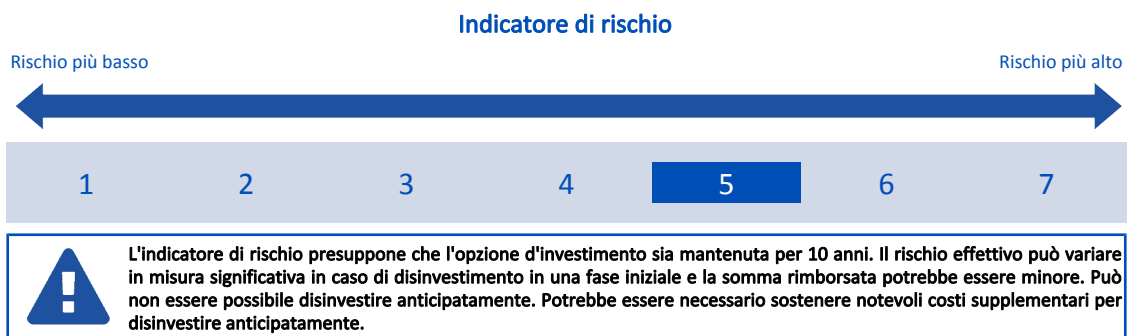 Indicatore di rischio
Rischio più basso
Rischio più alto
1 2 3 4 5 6 7
L'indicatore di rischio presuppone che l'opzione d'investimento sia mantenuta per 10 anni. Il rischio effettivo può variare
in misura significativa in caso di disinvestimento in una fase iniziale e la somma rimborsata potrebbe essere minore. Può
non essere possibile disinvestire anticipatamente. Potrebbe essere necessario sostenere notevoli costi supplementari per
disinvestire anticipatamente.